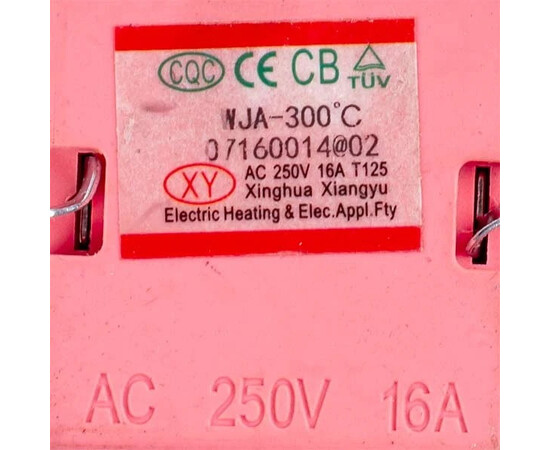 CQC CE CB TÜV
WJA-300°C
07160014@02
XY
AC 250V 16A T125
Xinghua Xiangyu
Electric Heating & Elec.Appl.Fty
AC 250V 16A